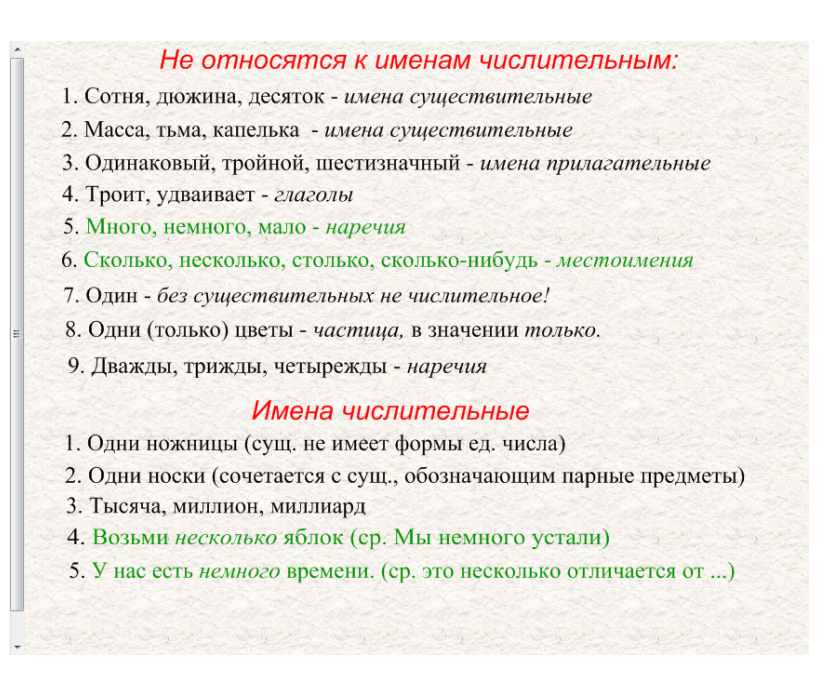 Не относятся к именам числительным:
1. Сотня, дюжина, десяток - имена существительные
2. Масса, тьма, капелька - имена существительные
3. Одинаковый, тройной, шестизначный - имена прилагательные
4. Троит, удваивает - глаголы
5. Много, немного, мало - наречия
6. Сколько, несколько, столько, сколько-нибудь - местоимения
7. Один - без существительных не числительное!
8. Одни (только) цветы - частица, в значении только.
9. Дважды, трижды, четырежды - наречия
Имена числительные
1. Одни ножницы (сущ. не имеет формы ед. числа)
2. Одни носки (сочетается с сущ., обозначающим парные предметы)
3. Тысяча, миллион, миллиард
4. Возьми несколько яблок (ср. Мы немного устали)
5. У нас есть немного времени. (ср. это несколько отличается от ...)